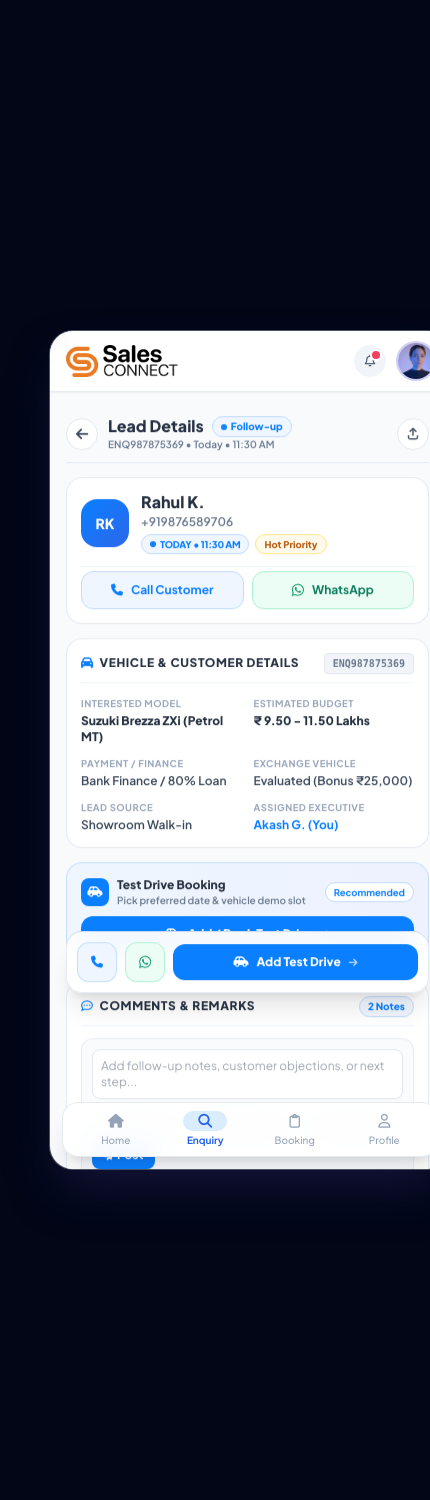 Sales
CONNECT
Lead Details
Follow-up
ENQ987875369 • Today • 11:30 AM
RK
Rahul K.
+919876589706
TODAY • 11:30 AM
Hot Priority
Call Customer
WhatsApp
VEHICLE & CUSTOMER DETAILS
ENQ987875369
INTERESTED MODEL
Suzuki Brezza ZXi (Petrol
MT)
ESTIMATED BUDGET
₹ 9.50 – 11.50 Lakhs
PAYMENT / FINANCE
Bank Finance / 80% Loan
EXCHANGE VEHICLE
Evaluated (Bonus ₹25,000)
LEAD SOURCE
Showroom Walk-in
ASSIGNED EXECUTIVE
Akash G. (You)
Test Drive Booking
Pick preferred date & vehicle demo slot
Recommended
Add Test Drive →
COMMENTS & REMARKS
2 Notes
Add follow-up notes, customer objections, or next
step...
Home
Enquiry
Booking
Profile